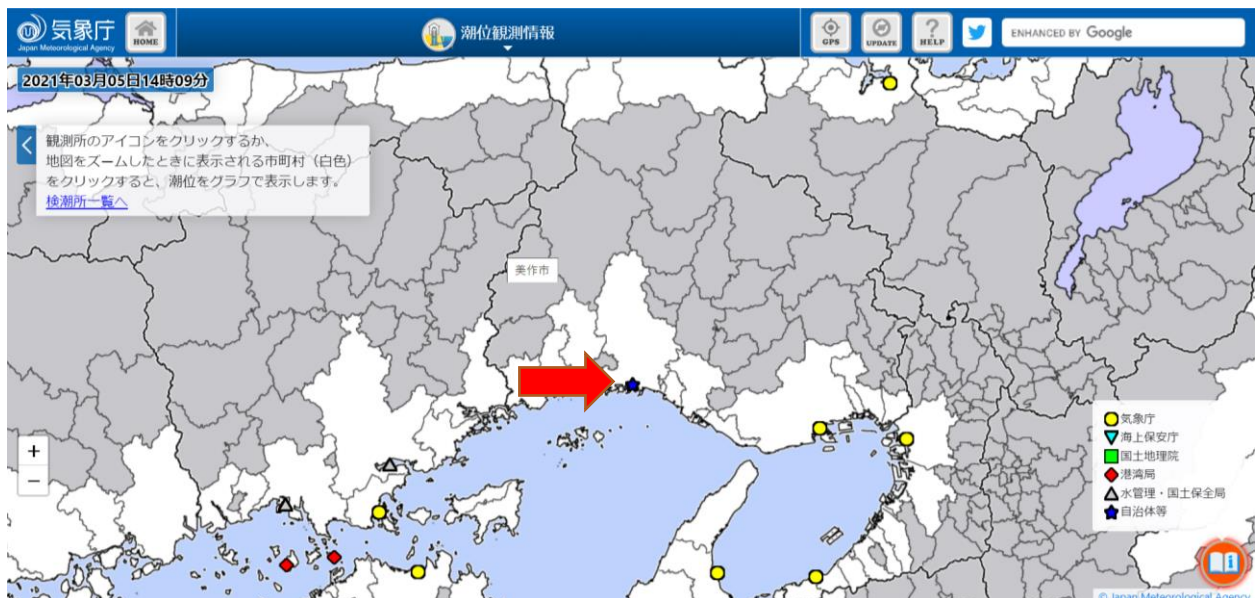 気象庁
Japan Meteorological Agency
HOME
潮位観測情報
GPS
UPDATE
HELP
ENHANCED BY Google
2021年03月05日14時09分
観測所のアイコンをクリックするか、
地図をズームしたときに表示される市町村（白色）
をクリックすると、潮位をグラフで表示します。
検潮所一覧へ
美作市
+
−
気象庁
海上保安庁
国土地理院
港湾局
水管理・国土保全局
自治体等
© Japan Meteorological Agency